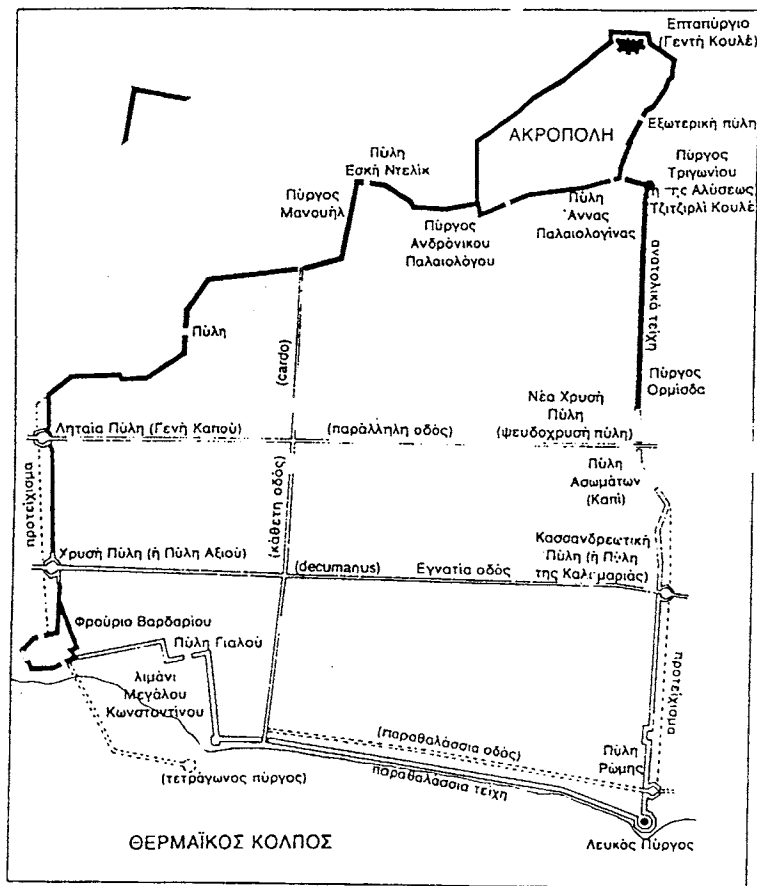 Επταπύργιο
(Γεντή Κουλέ)
Εξωτερική πύλη
ΑΚΡΟΠΟΛΗ
Πύλη
Εσκή Ντελίκ
Πύργος
Τριγωνίου
ή της Αλύσεως
Τζιτζιρλί Κουλέ
Πύργος
Μανουήλ
Πύλη
Άννας
Παλαιολογίνας
Πύργος
Ανδρόνικου
Παλαιολόγου
ανατολικά τείχη
Πύλη
(cardo)
Πύργος
Ορμίσδα
Νέα Χρυσή
Πύλη
(ψευδοχρυσή πύλη)
Ληταία Πύλη (Γενή Καπού)
(παράλληλη οδός)
Πύλη
Ασωμάτων
(Καπί)
προτείχισμα
(κάθετη οδός)
Χρυσή Πύλη (ή Πύλη Αξιού)
(decumanus)
Εγνατία οδός
Κασσανδρεωτική
Πύλη (ή Πύλη
της Καλαμαριάς)
Φρούριο Βαρδαρίου
Πύλη Γιαλού
λιμάνι
Μεγάλου
Κωνσταντίνου
προτείχισμα
(παραθαλάσσια οδός)
παραθαλάσσια τείχη
Πύλη
Ρώμης
(τετράγωνος πύργος)
ΘΕΡΜΑΪΚΟΣ ΚΟΛΠΟΣ
Λευκός Πύργος